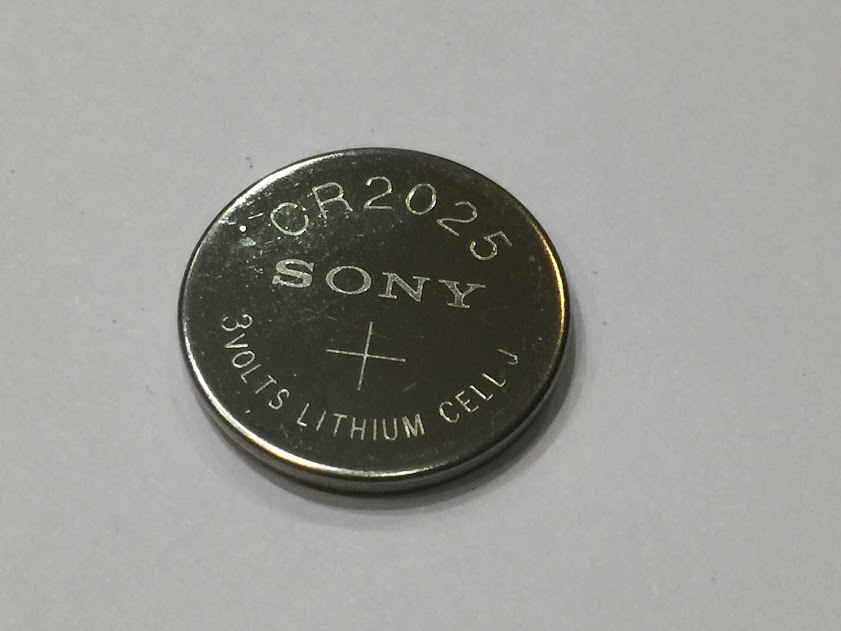 CR2025
SONY
+
3VOLTS LITHIUM CELL J